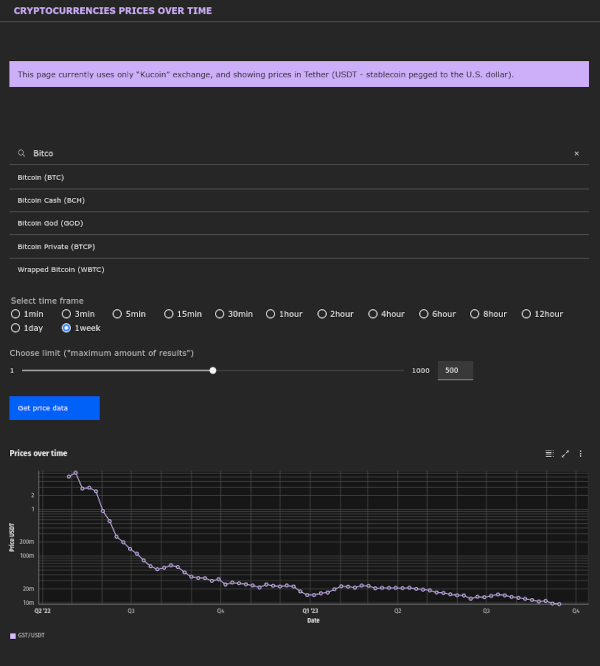 CRYPTOCURRENCIES PRICES OVER TIME
This page currently uses only "Kucoin" exchange, and showing prices in Tether (USDT - stablecoin pegged to the U.S. dollar).
Bitco
Bitcoin (BTC)
Bitcoin Cash (BCH)
Bitcoin God (GOD)
Bitcoin Private (BTCP)
Wrapped Bitcoin (WBTC)
Select time frame
1min 3min 5min 15min 30min 1hour 2hour 4hour 6hour 8hour 12hour
1day 1week
Choose limit ("maximum amount of results")
1 1000 500
Get price data
Prices over time
2
1
200m
100m
20m
10m
Price USDT
Q2 '22 Q3 Q4 Q1 '23 Q2 Q3 Q4
Date
GST/USDT